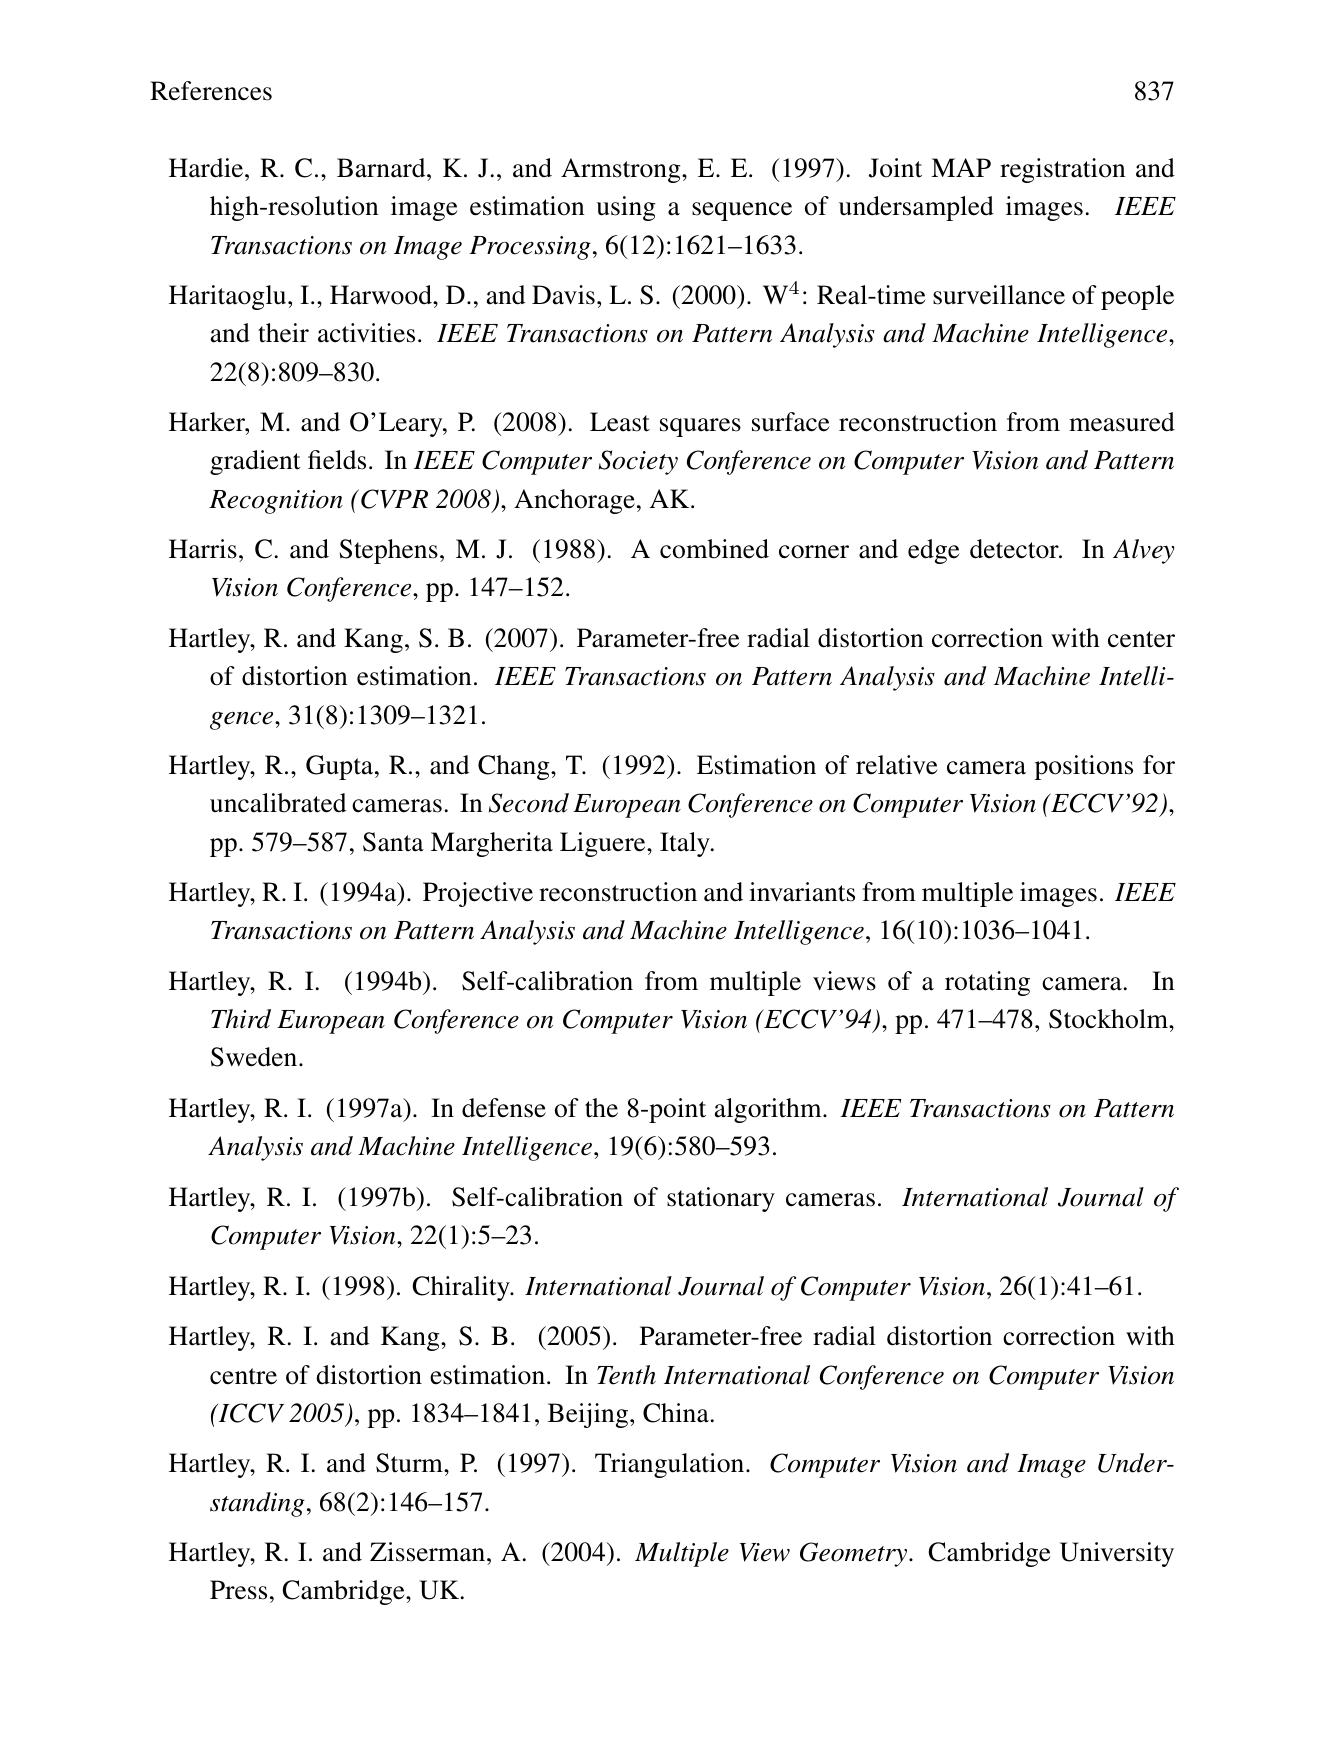 References 837
Hardie, R. C., Barnard, K. J., and Armstrong, E. E. (1997). Joint MAP registration and
high-resolution image estimation using a sequence of undersampled images. IEEE
Transactions on Image Processing, 6(12):1621–1633.
Haritaoglu, I., Harwood, D., and Davis, L. S. (2000). W⁴: Real-time surveillance of people
and their activities. IEEE Transactions on Pattern Analysis and Machine Intelligence,
22(8):809–830.
Harker, M. and O’Leary, P. (2008). Least squares surface reconstruction from measured
gradient fields. In IEEE Computer Society Conference on Computer Vision and Pattern
Recognition (CVPR 2008), Anchorage, AK.
Harris, C. and Stephens, M. J. (1988). A combined corner and edge detector. In Alvey
Vision Conference, pp. 147–152.
Hartley, R. and Kang, S. B. (2007). Parameter-free radial distortion correction with center
of distortion estimation. IEEE Transactions on Pattern Analysis and Machine Intelli-
gence, 31(8):1309–1321.
Hartley, R., Gupta, R., and Chang, T. (1992). Estimation of relative camera positions for
uncalibrated cameras. In Second European Conference on Computer Vision (ECCV’92),
pp. 579–587, Santa Margherita Liguere, Italy.
Hartley, R. I. (1994a). Projective reconstruction and invariants from multiple images. IEEE
Transactions on Pattern Analysis and Machine Intelligence, 16(10):1036–1041.
Hartley, R. I. (1994b). Self-calibration from multiple views of a rotating camera. In
Third European Conference on Computer Vision (ECCV’94), pp. 471–478, Stockholm,
Sweden.
Hartley, R. I. (1997a). In defense of the 8-point algorithm. IEEE Transactions on Pattern
Analysis and Machine Intelligence, 19(6):580–593.
Hartley, R. I. (1997b). Self-calibration of stationary cameras. International Journal of
Computer Vision, 22(1):5–23.
Hartley, R. I. (1998). Chirality. International Journal of Computer Vision, 26(1):41–61.
Hartley, R. I. and Kang, S. B. (2005). Parameter-free radial distortion correction with
centre of distortion estimation. In Tenth International Conference on Computer Vision
(ICCV 2005), pp. 1834–1841, Beijing, China.
Hartley, R. I. and Sturm, P. (1997). Triangulation. Computer Vision and Image Under-
standing, 68(2):146–157.
Hartley, R. I. and Zisserman, A. (2004). Multiple View Geometry. Cambridge University
Press, Cambridge, UK.